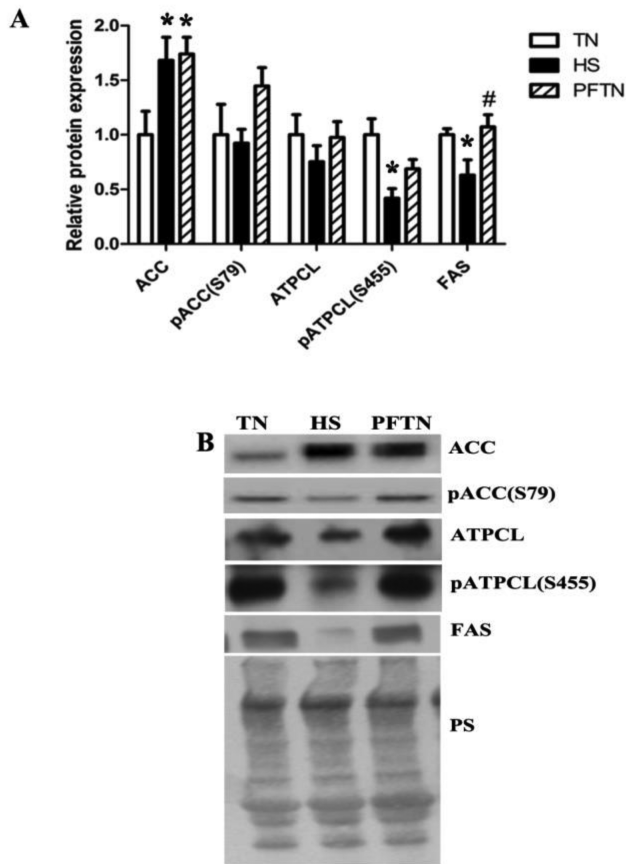 A
Relative protein expression
2.0
1.5
1.0
0.5
0.0
* *
*
*
#
TN
HS
PFTN
ACC
pACC(S79)
ATPCL
pATPCL(S455)
FAS
B
TN HS PFTN
ACC
pACC(S79)
ATPCL
pATPCL(S455)
FAS
PS